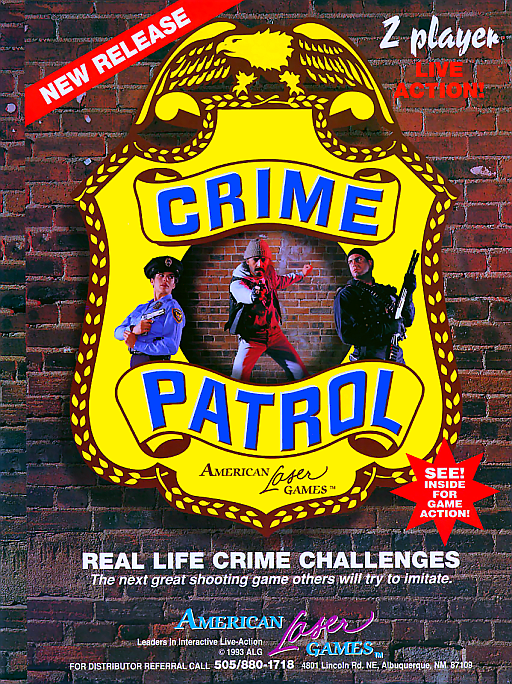 NEW RELEASE
2 player
LIVE
ACTION!
CRIME
PATROL
AMERICAN Laser GAMES™
SEE!
INSIDE
FOR
GAME
ACTION!
REAL LIFE CRIME CHALLENGES
The next great shooting game others will try to imitate.
AMERICAN Laser GAMES™
Leaders in Interactive Live-Action
© 1993 ALG
FOR DISTRIBUTOR REFERRAL CALL 505/880-1718 4801 Lincoln Rd. NE, Albuquerque, NM 87109